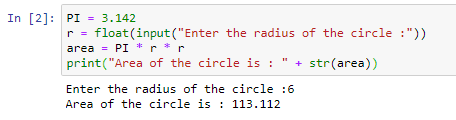 In [2]: PI = 3.142
r = float(input("Enter the radius of the circle :"))
area = PI * r * r
print("Area of the circle is : " + str(area))
Enter the radius of the circle :6
Area of the circle is : 113.112